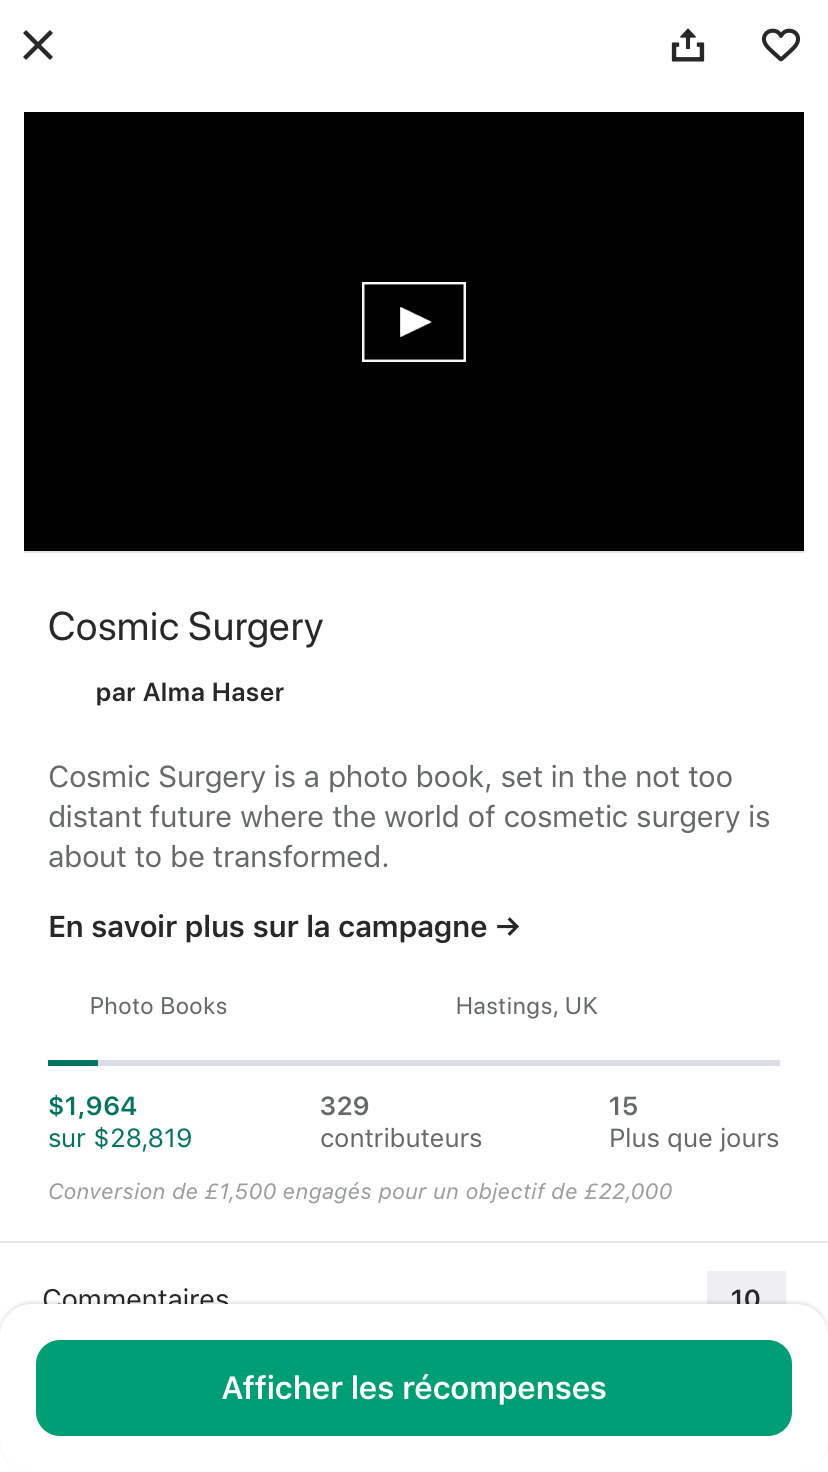 Cosmic Surgery
par Alma Haser
Cosmic Surgery is a photo book, set in the not too
distant future where the world of cosmetic surgery is
about to be transformed.
En savoir plus sur la campagne →
Photo Books
Hastings, UK
$1,964
sur $28,819
329
contributeurs
15
Plus que jours
Conversion de £1,500 engagés pour un objectif de £22,000
Commentaires
10
Afficher les récompenses